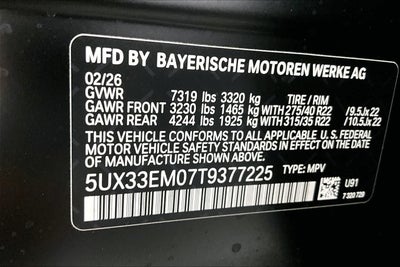 MFD BY BAYERISCHE MOTOREN WERKE AG
02/26
GVWR 7319 lbs 3320 kg TIRE / RIM
GAWR FRONT 3230 lbs 1465 kg WITH 275/40 R22 /9.5Jx22
GAWR REAR 4244 lbs 1925 kg WITH 315/35 R22 /10.5Jx22
THIS VEHICLE CONFORMS TO ALL APPLICABLE U.S. FEDERAL
MOTOR VEHICLE SAFETY STANDARDS IN EFFECT ON THE
DATE OF MANUFACTURE SHOWN ABOVE.
5UX33EM07T9377225 TYPE: MPV
U91
7 320 729